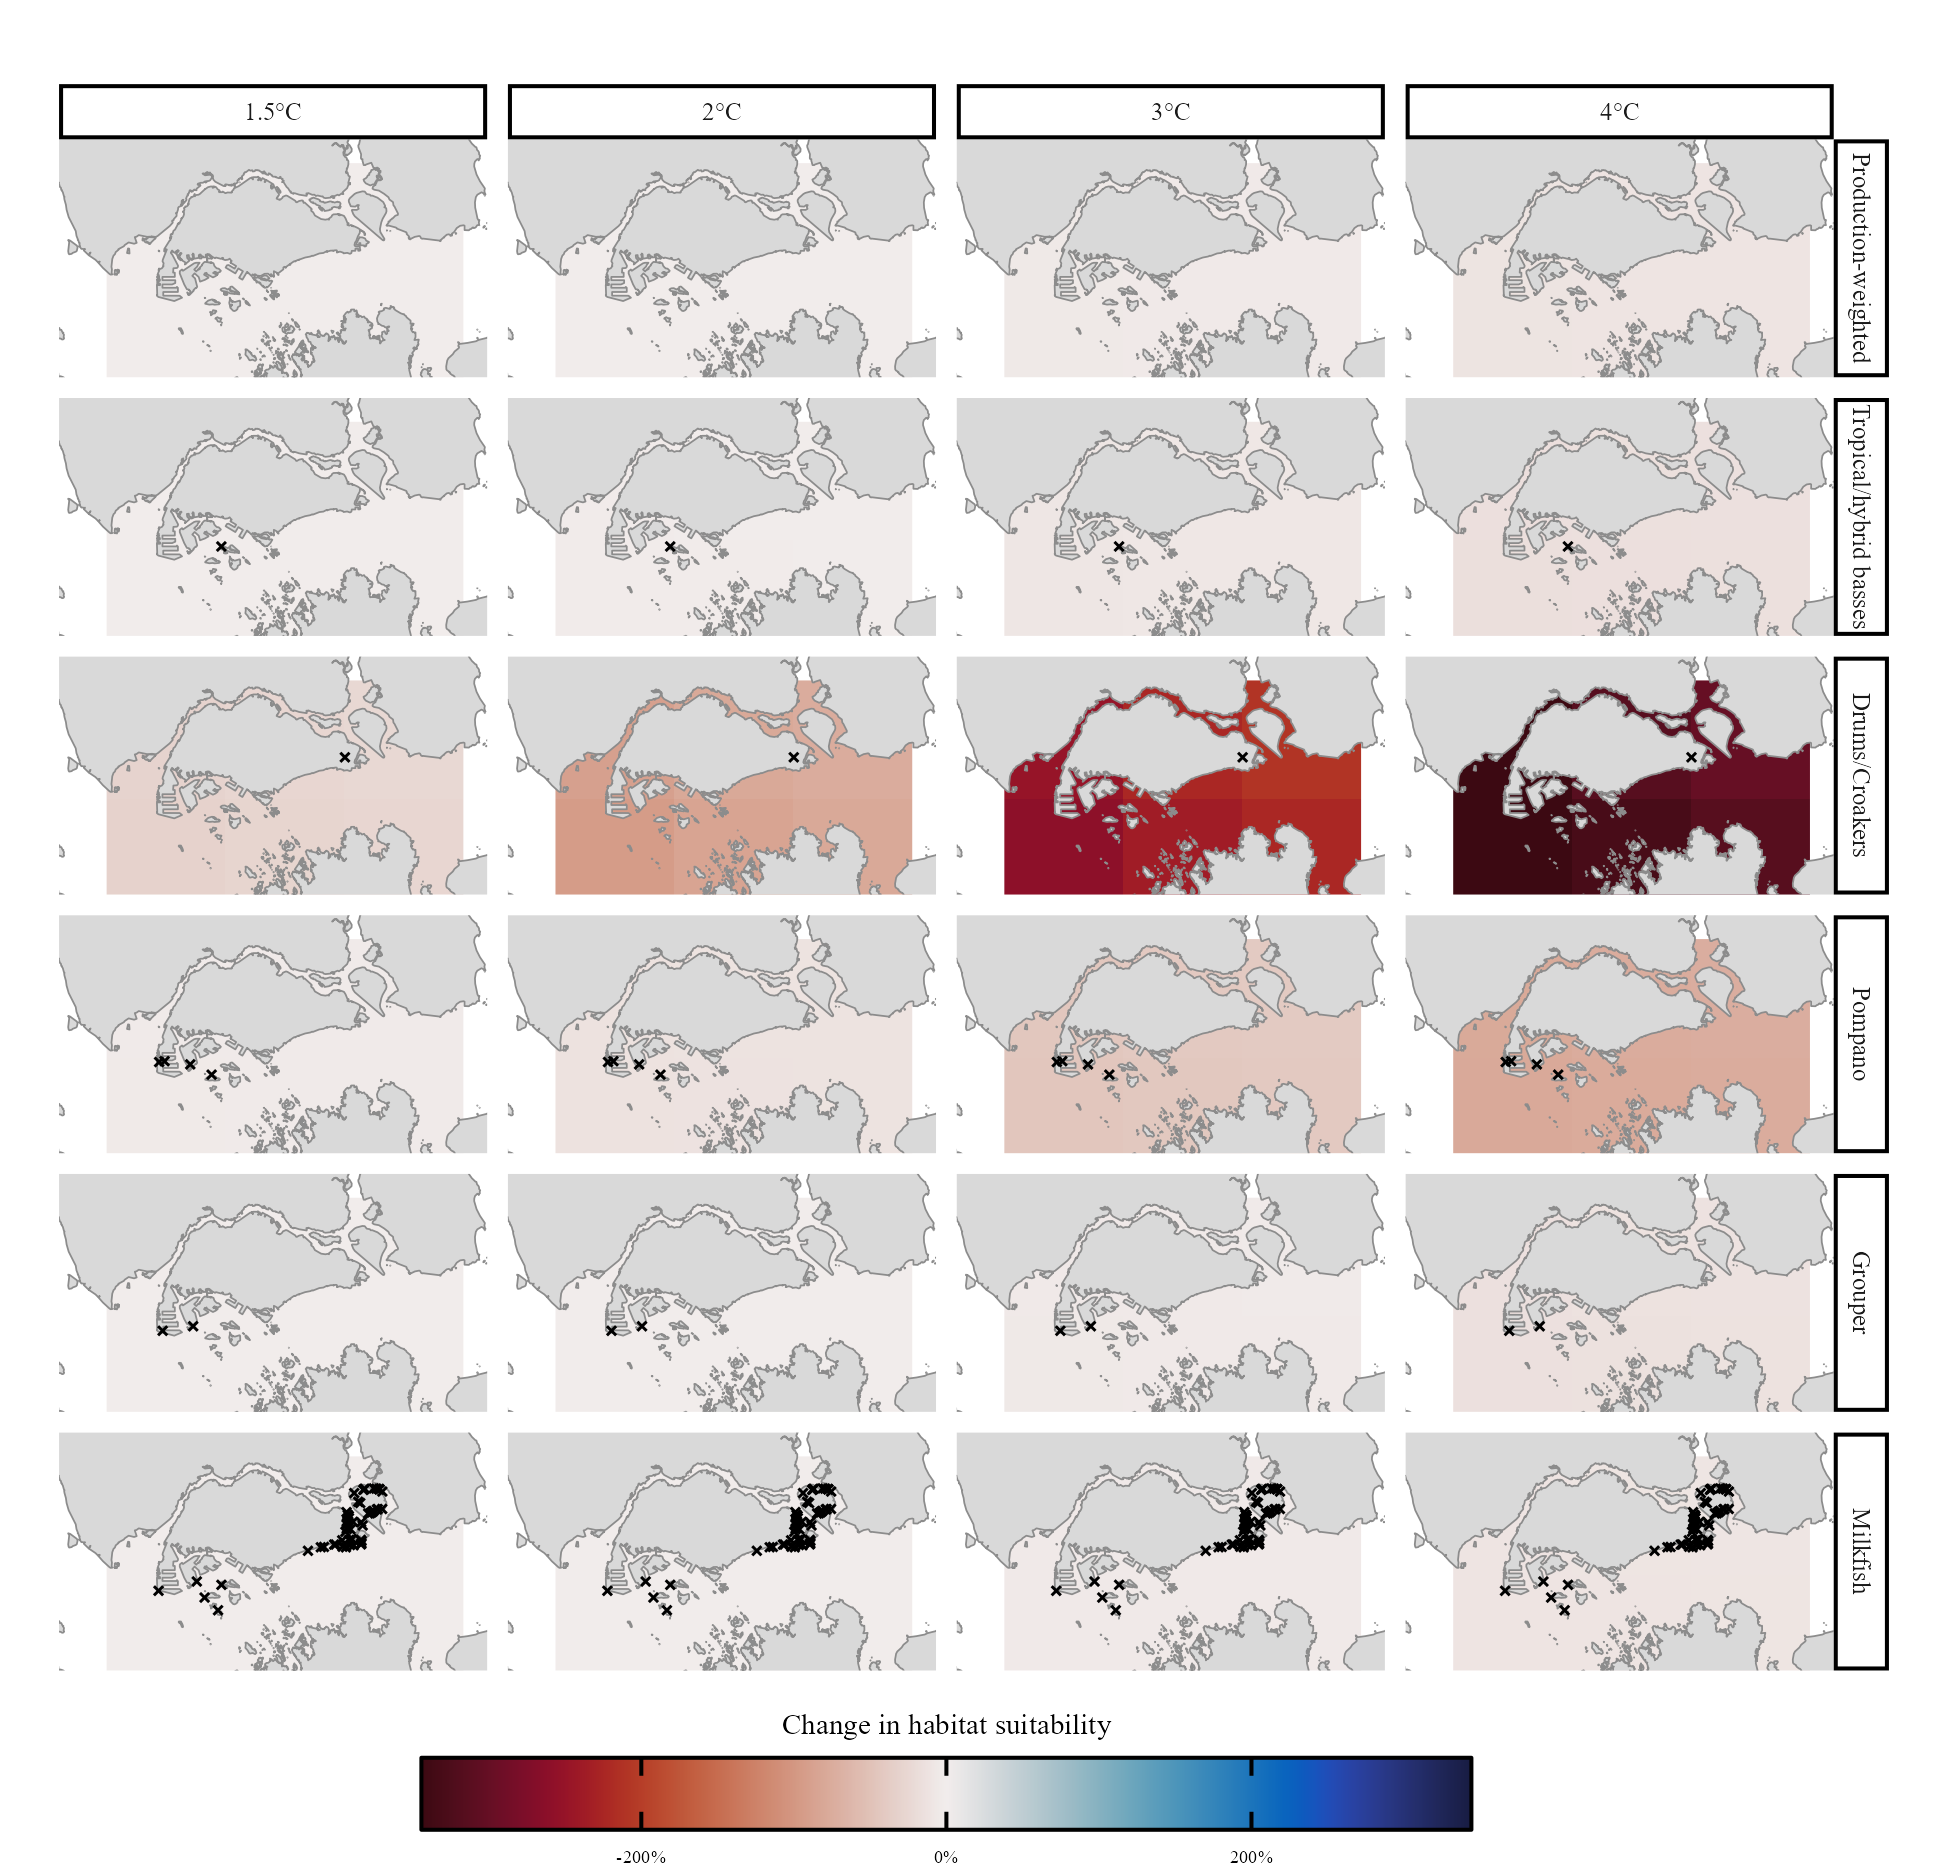 1.5°C
2°C
3°C
4°C
Production-weighted
Tropical/hybrid basses
Drums/Croakers
Pompano
Grouper
Milkfish
Change in habitat suitability
-200%
0%
200%